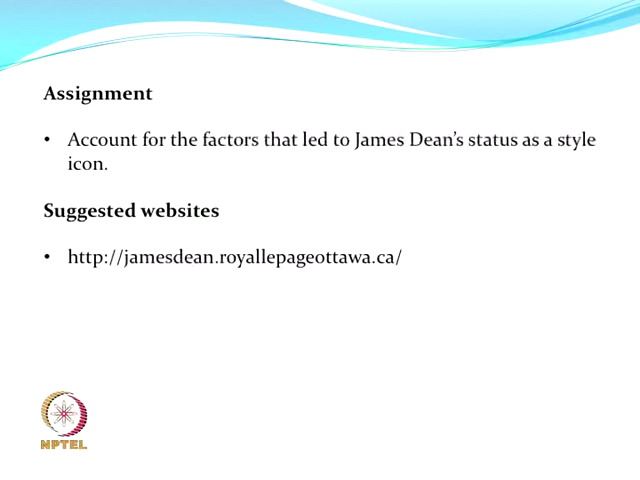 Assignment
• Account for the factors that led to James Dean’s status as a style
icon.
Suggested websites
• http://jamesdean.royallepageottawa.ca/
NPTEL